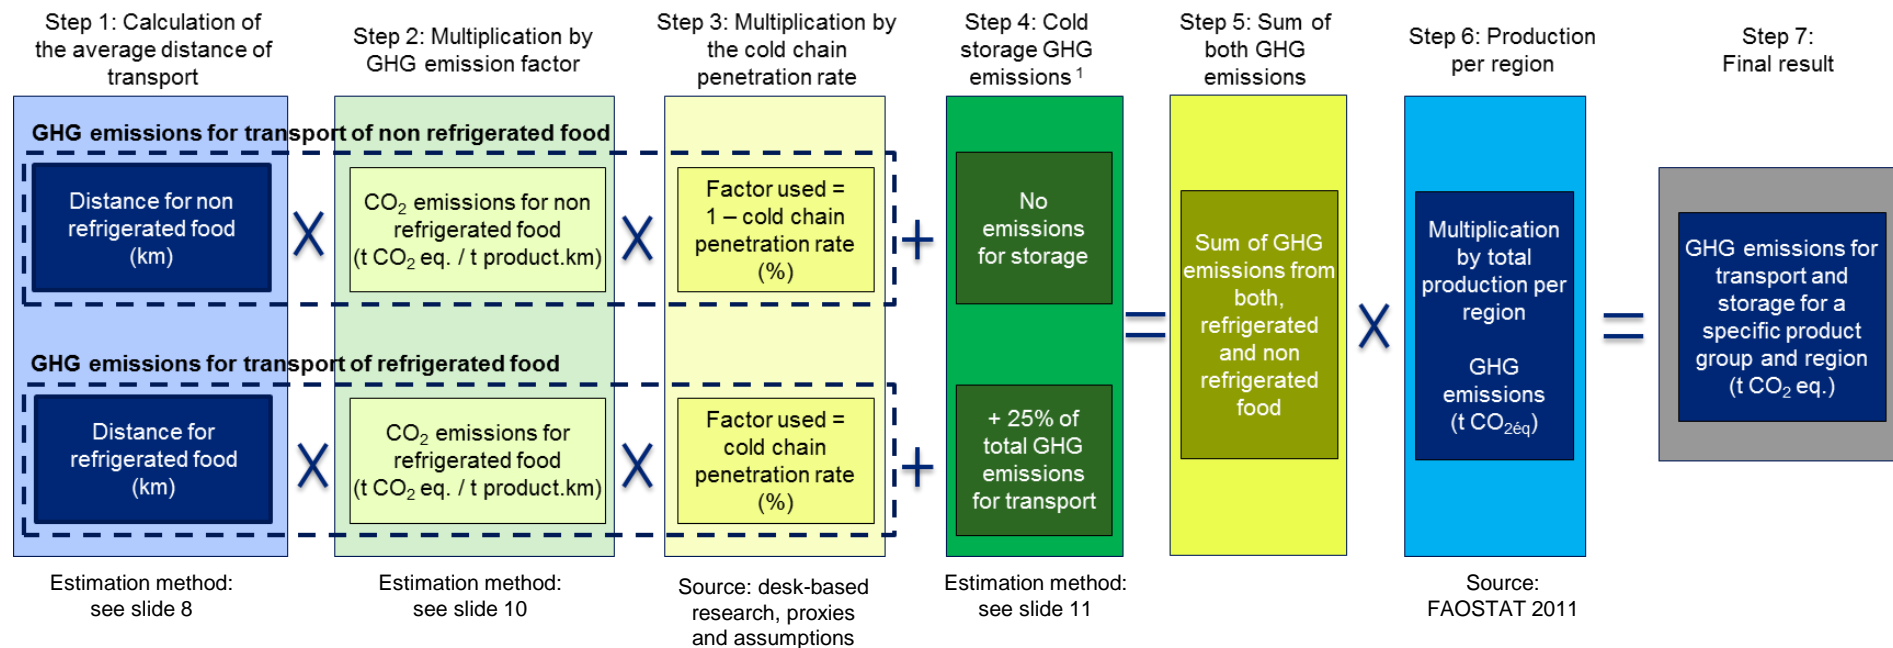 Step 1: Calculation of
the average distance of
transport
Step 2: Multiplication by
GHG emission factor
Step 3: Multiplication by
the cold chain
penetration rate
Step 4: Cold
storage GHG
emissions 1
Step 5: Sum of
both GHG
emissions
Step 6: Production
per region
Step 7:
Final result
GHG emissions for transport of non refrigerated food
Distance for non
refrigerated food
(km)
X
CO2 emissions for non
refrigerated food
(t CO2 eq. / t product.km)
X
Factor used =
1 – cold chain
penetration rate
(%)
+
No
emissions
for storage
GHG emissions for transport of refrigerated food
Distance for
refrigerated food
(km)
X
CO2 emissions for
refrigerated food
(t CO2 eq. / t product.km)
X
Factor used =
cold chain
penetration rate
(%)
+
+ 25% of
total GHG
emissions
for transport
=
Sum of GHG
emissions from
both,
refrigerated
and non
refrigerated
food
X
Multiplication
by total
production per
region
GHG
emissions
(t CO2éq)
=
GHG emissions for
transport and
storage for a
specific product
group and region
(t CO2 eq.)
Estimation method:
see slide 8
Estimation method:
see slide 10
Source: desk-based
research, proxies
and assumptions
Estimation method:
see slide 11
Source:
FAOSTAT 2011